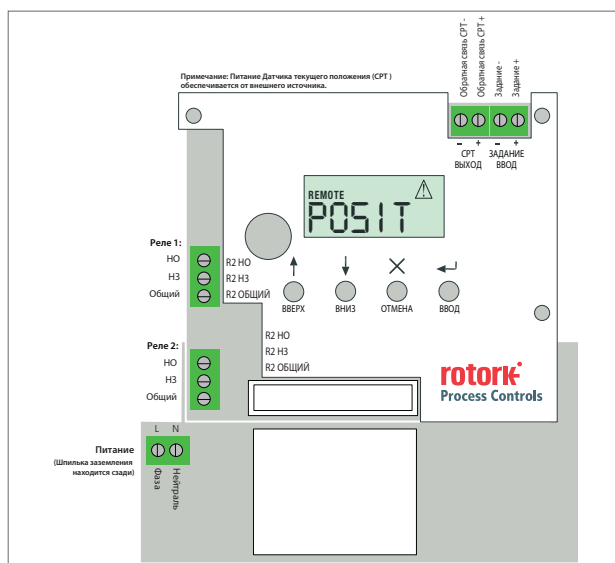 Обратная связь CPT -
Обратная связь CPT +
Задание -
Задание +
Примечание: Питание Датчика текущего положения (CPT )
обеспечивается от внешнего источника.
– + – +
CPT ЗАДАНИЕ
ВЫХОД ВВОД
REMOTE
POSIT
Реле 1:
НО R2 НО
НЗ R2 НЗ
Общий R2 ОБЩИЙ
ВВЕРХ ВНИЗ ОТМЕНА ВВОД
Реле 2:
R2 НО
НО
R2 НЗ
НЗ
R2 ОБЩИЙ
Общий
rotork
Process Controls
L N
Питание
(Шпилька заземления
находится сзади)
Фаза
Нейтраль